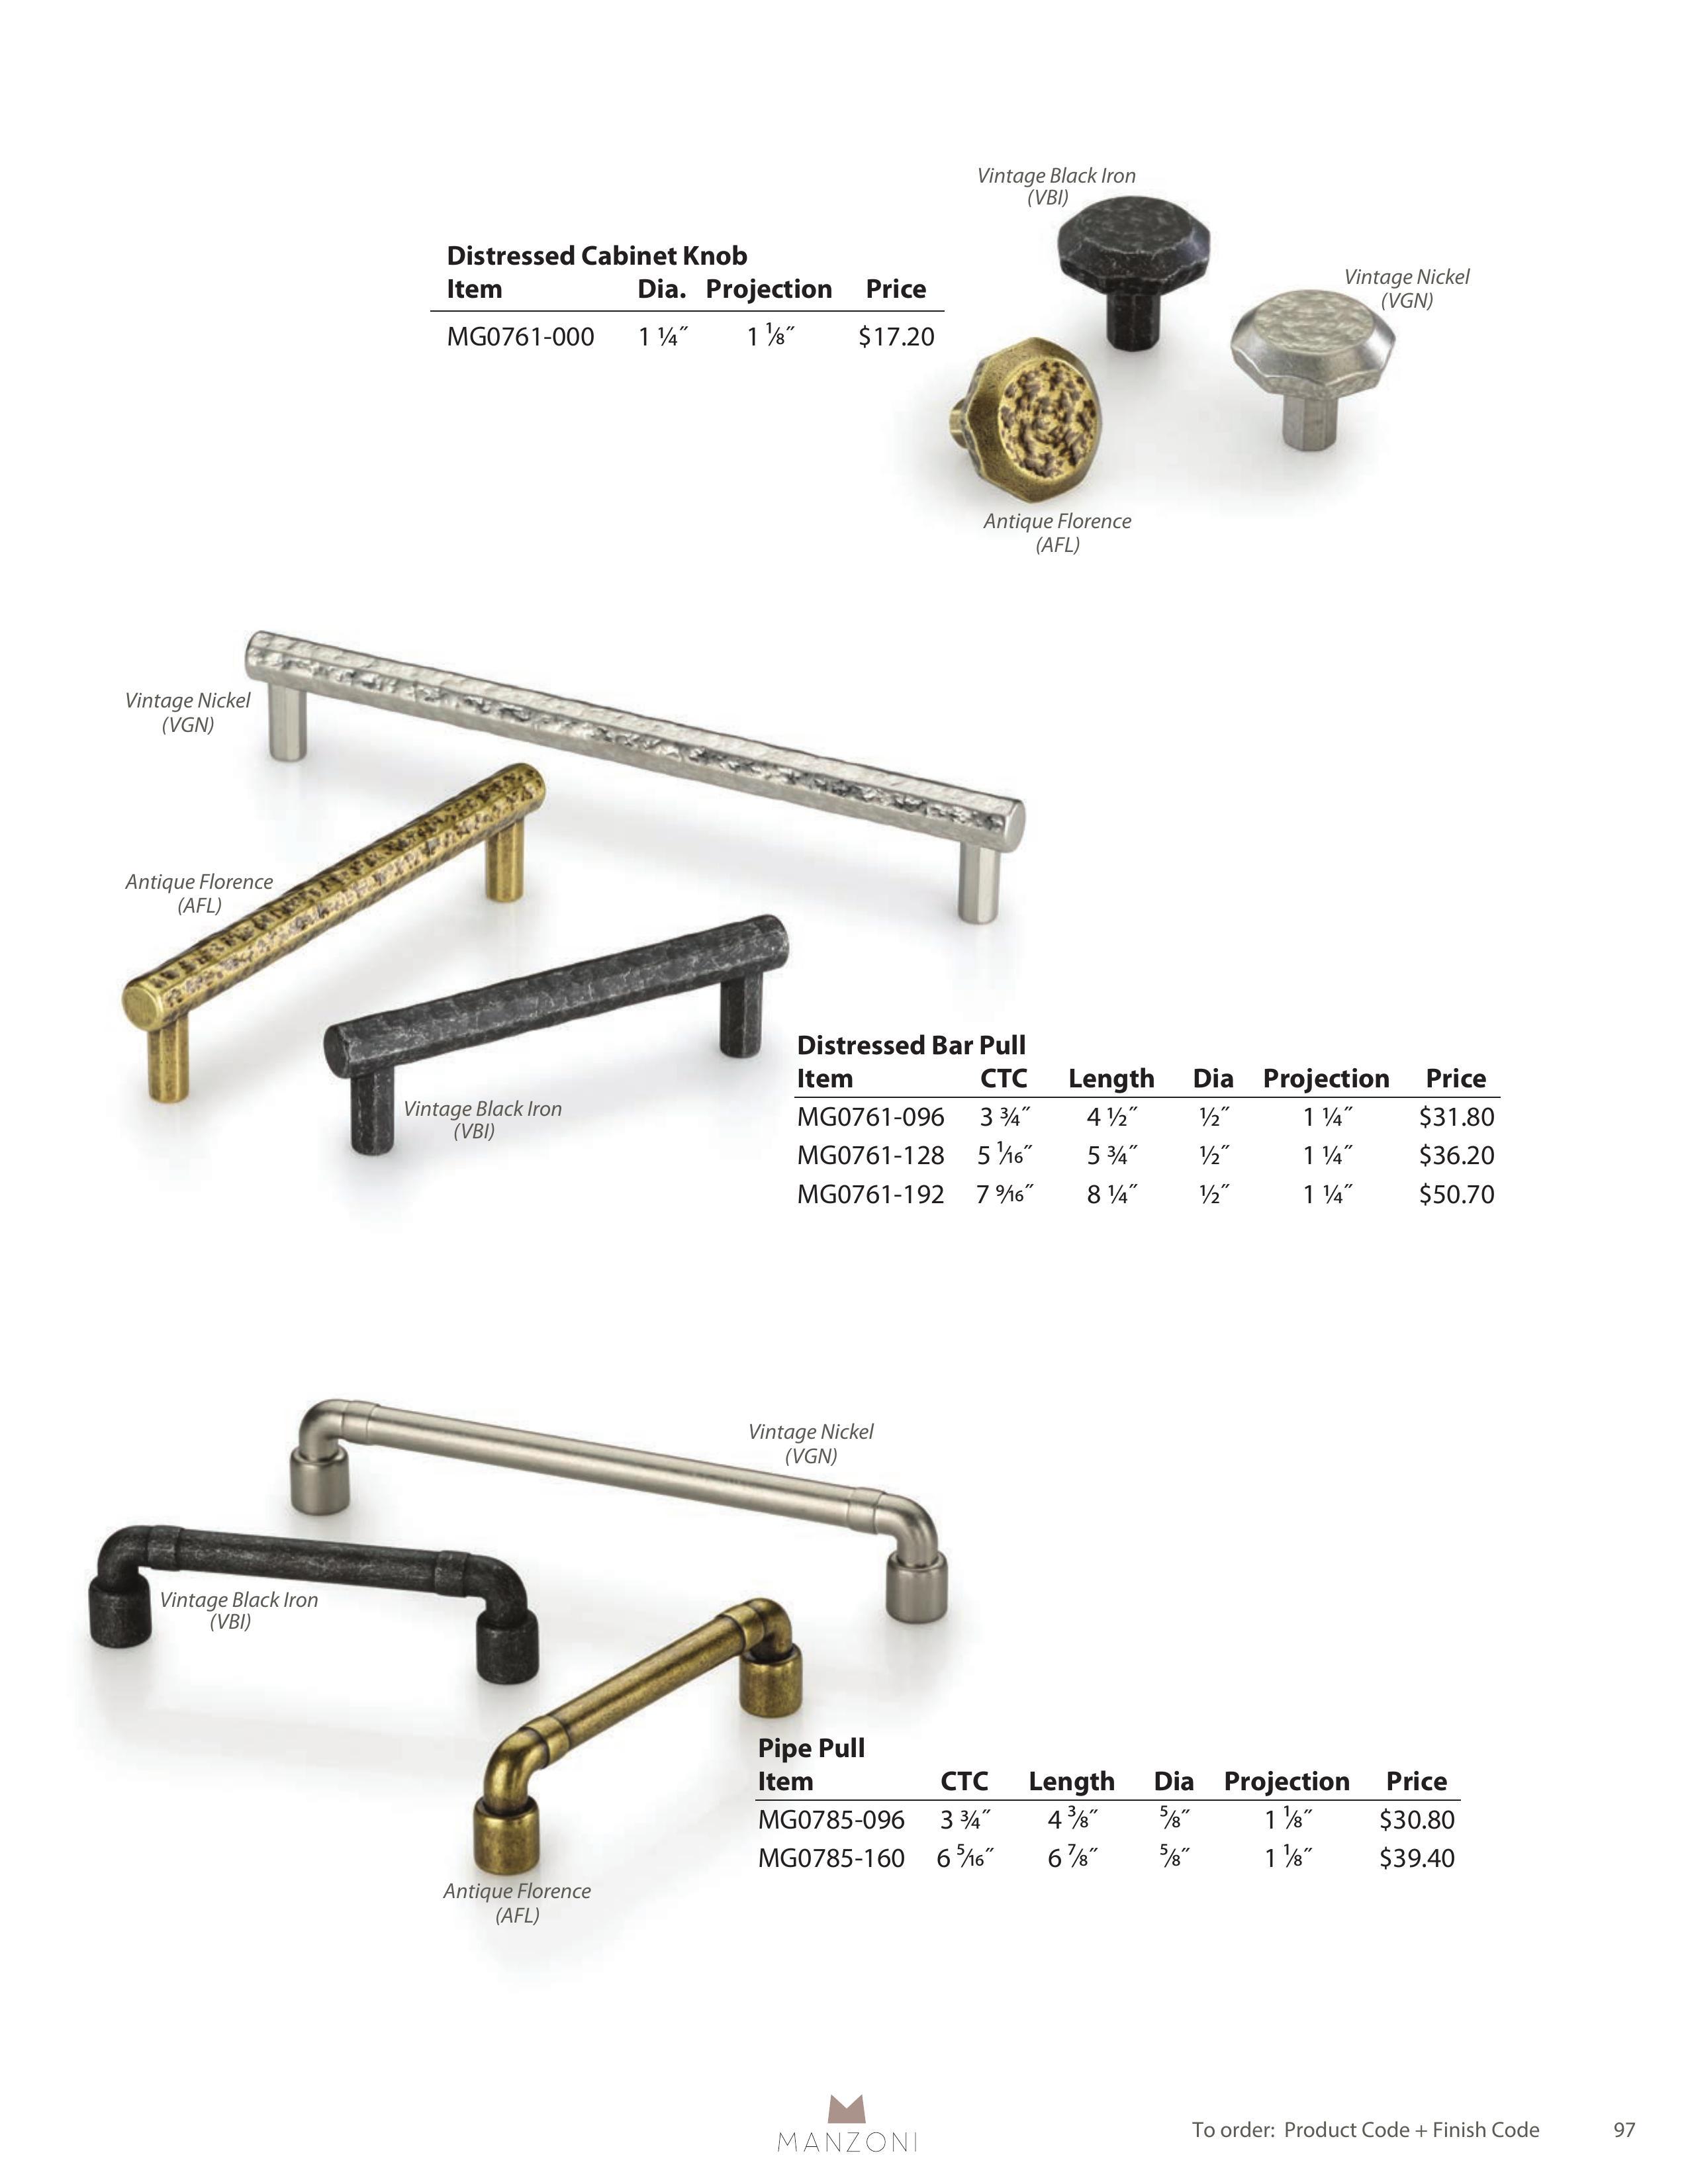 Vintage Black Iron
(VBI)
Distressed Cabinet Knob
Item Dia. Projection Price
MG0761-000 1 ¼˝ 1 ⅛˝ $17.20
Vintage Nickel
(VGN)
Antique Florence
(AFL)
Vintage Nickel
(VGN)
Antique Florence
(AFL)
Vintage Black Iron
(VBI)
Distressed Bar Pull
Item CTC Length Dia Projection Price
MG0761-096 3 ¾˝ 4 ½˝ ½˝ 1 ¼˝ $31.80
MG0761-128 5 1⁄16˝ 5 ¾˝ ½˝ 1 ¼˝ $36.20
MG0761-192 7 9⁄16˝ 8 ¼˝ ½˝ 1 ¼˝ $50.70
Vintage Nickel
(VGN)
Vintage Black Iron
(VBI)
Pipe Pull
Item CTC Length Dia Projection Price
MG0785-096 3 ¾˝ 4 ⅜˝ ⅝˝ 1 ⅛˝ $30.80
MG0785-160 6 5⁄16˝ 6 ⅞˝ ⅝˝ 1 ⅛˝ $39.40
Antique Florence
(AFL)
MANZONI
To order: Product Code + Finish Code 97